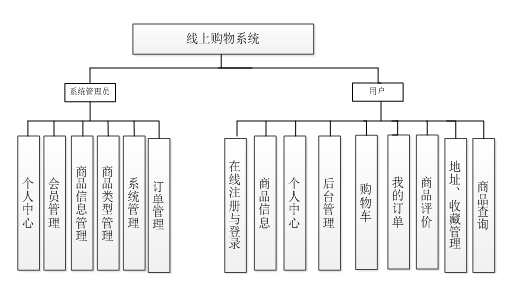 线上购物系统
系统管理员
用户
个人中心
会员管理
商品信息管理
商品类型管理
系统管理
订单管理
在线注册与登录
商品信息
个人中心
后台管理
购物车
我的订单
商品评价
地址、收藏管理
商品查询